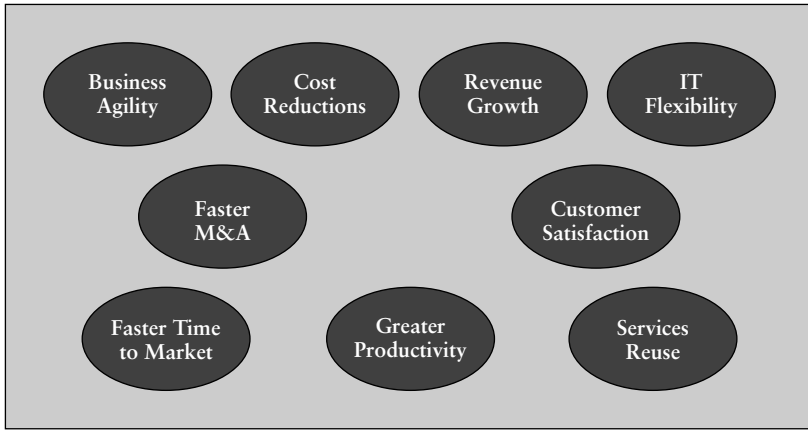 Business
Agility
Cost
Reductions
Revenue
Growth
IT
Flexibility
Faster
M&A
Customer
Satisfaction
Faster Time
to Market
Greater
Productivity
Services
Reuse